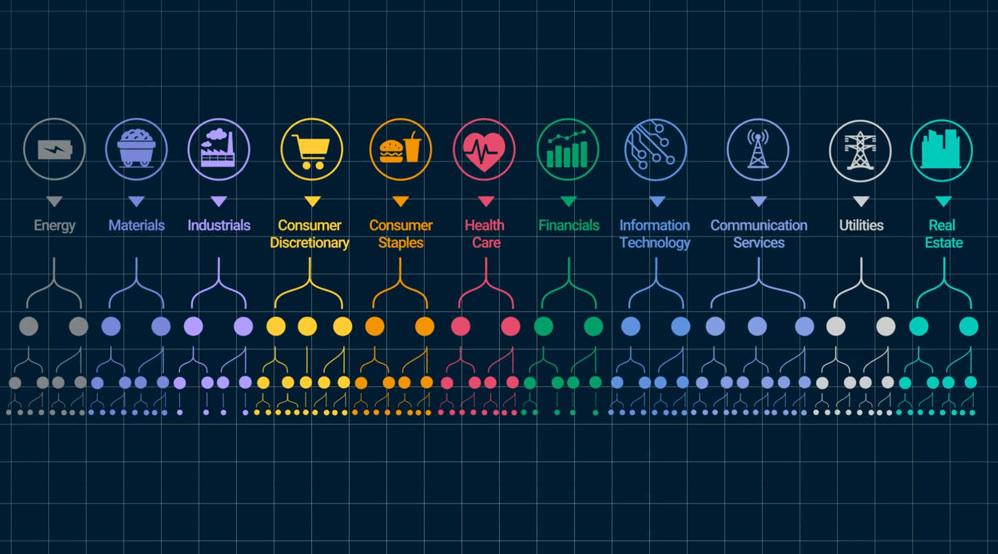 Energy
Materials
Industrials
Consumer
Discretionary
Consumer
Staples
Health
Care
Financials
Information
Technology
Communication
Services
Utilities
Real
Estate